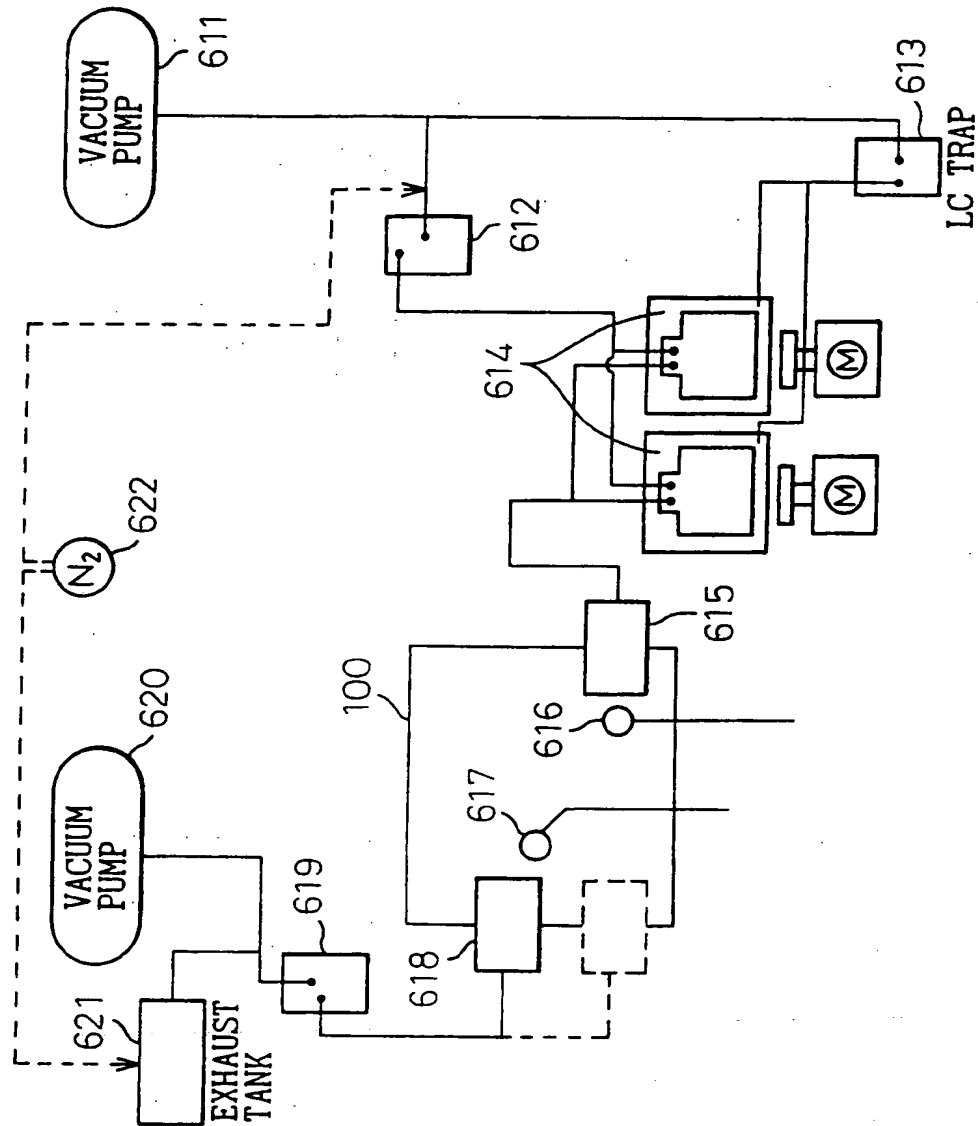 VACUUM
PUMP
620
621
EXHAUST
TANK
N₂
622
VACUUM
PUMP
611
619
100
618
617
616
615
614
612
M
M
613
LC TRAP